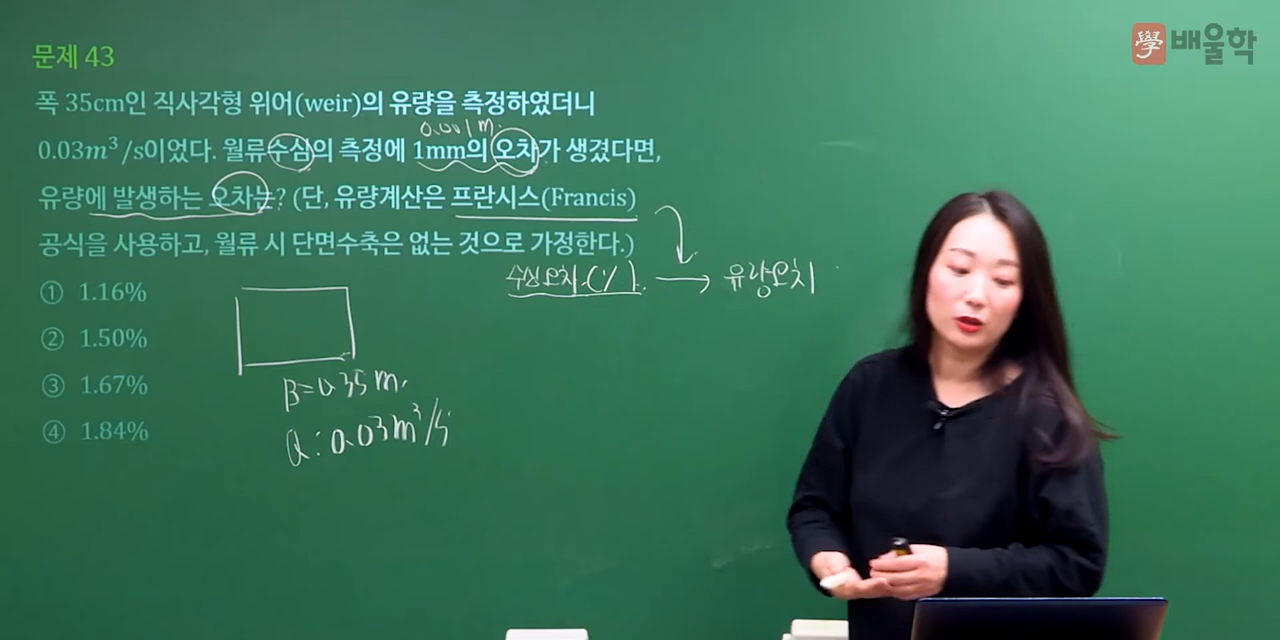 學 배울학
문제 43
폭 35cm인 직사각형 위어(weir)의 유량을 측정하였더니
0.001m.
0.03m³/s이었다. 월류수심의 측정에 1mm의 오차가 생겼다면,
유량에 발생하는 오차는? (단, 유량계산은 프란시스(Francis)
공식을 사용하고, 월류 시 단면수축은 없는 것으로 가정한다.)
수심오차(%) → 유량오차
① 1.16%
② 1.50%
③ 1.67%
④ 1.84%
B=0.35m.
Q:0.03m³/s